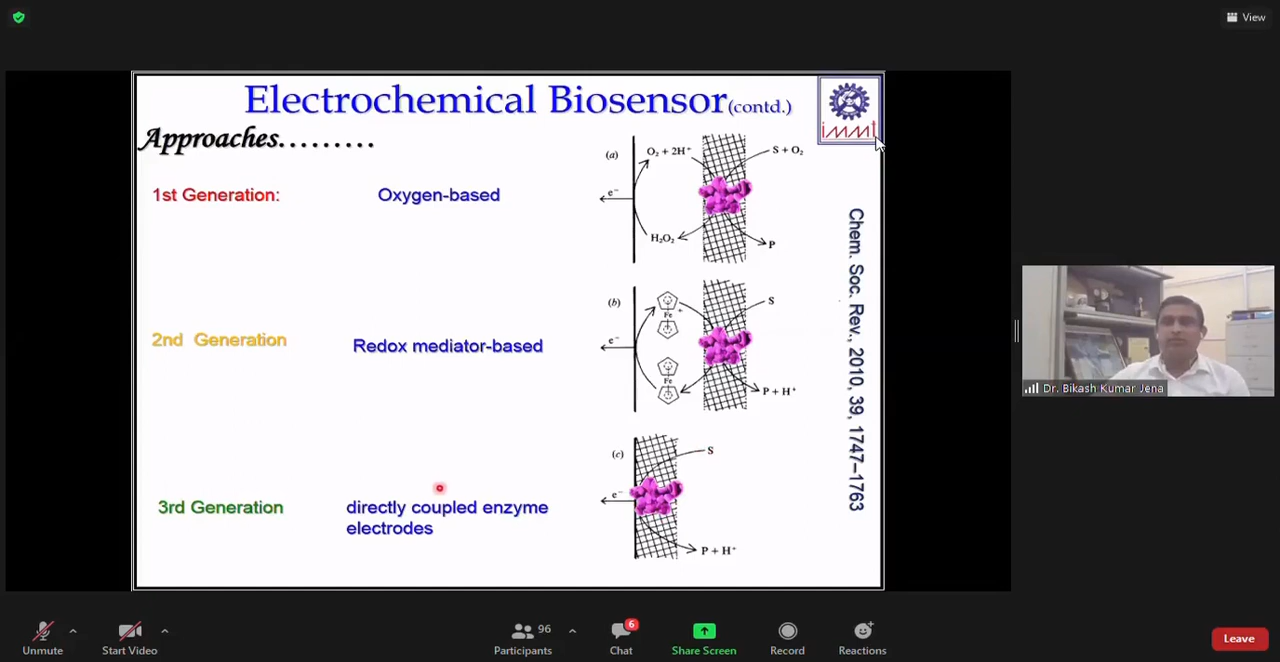 View
Electrochemical Biosensor(contd.)
immt
Approaches.........
1st Generation:
Oxygen-based
(a)
O₂ + 2H⁺
S + O₂
e⁻
H₂O₂
P
2nd Generation
Redox mediator-based
(b)
Fe
+
S
e⁻
Fe
P + H⁺
3rd Generation
directly coupled enzyme
electrodes
(c)
S
e⁻
P + H⁺
Chem. Soc. Rev., 2010, 39, 1747–1763
Dr. Bikash Kumar Jena
Unmute
Start Video
96
Participants
6
Chat
Share Screen
Record
Reactions
Leave